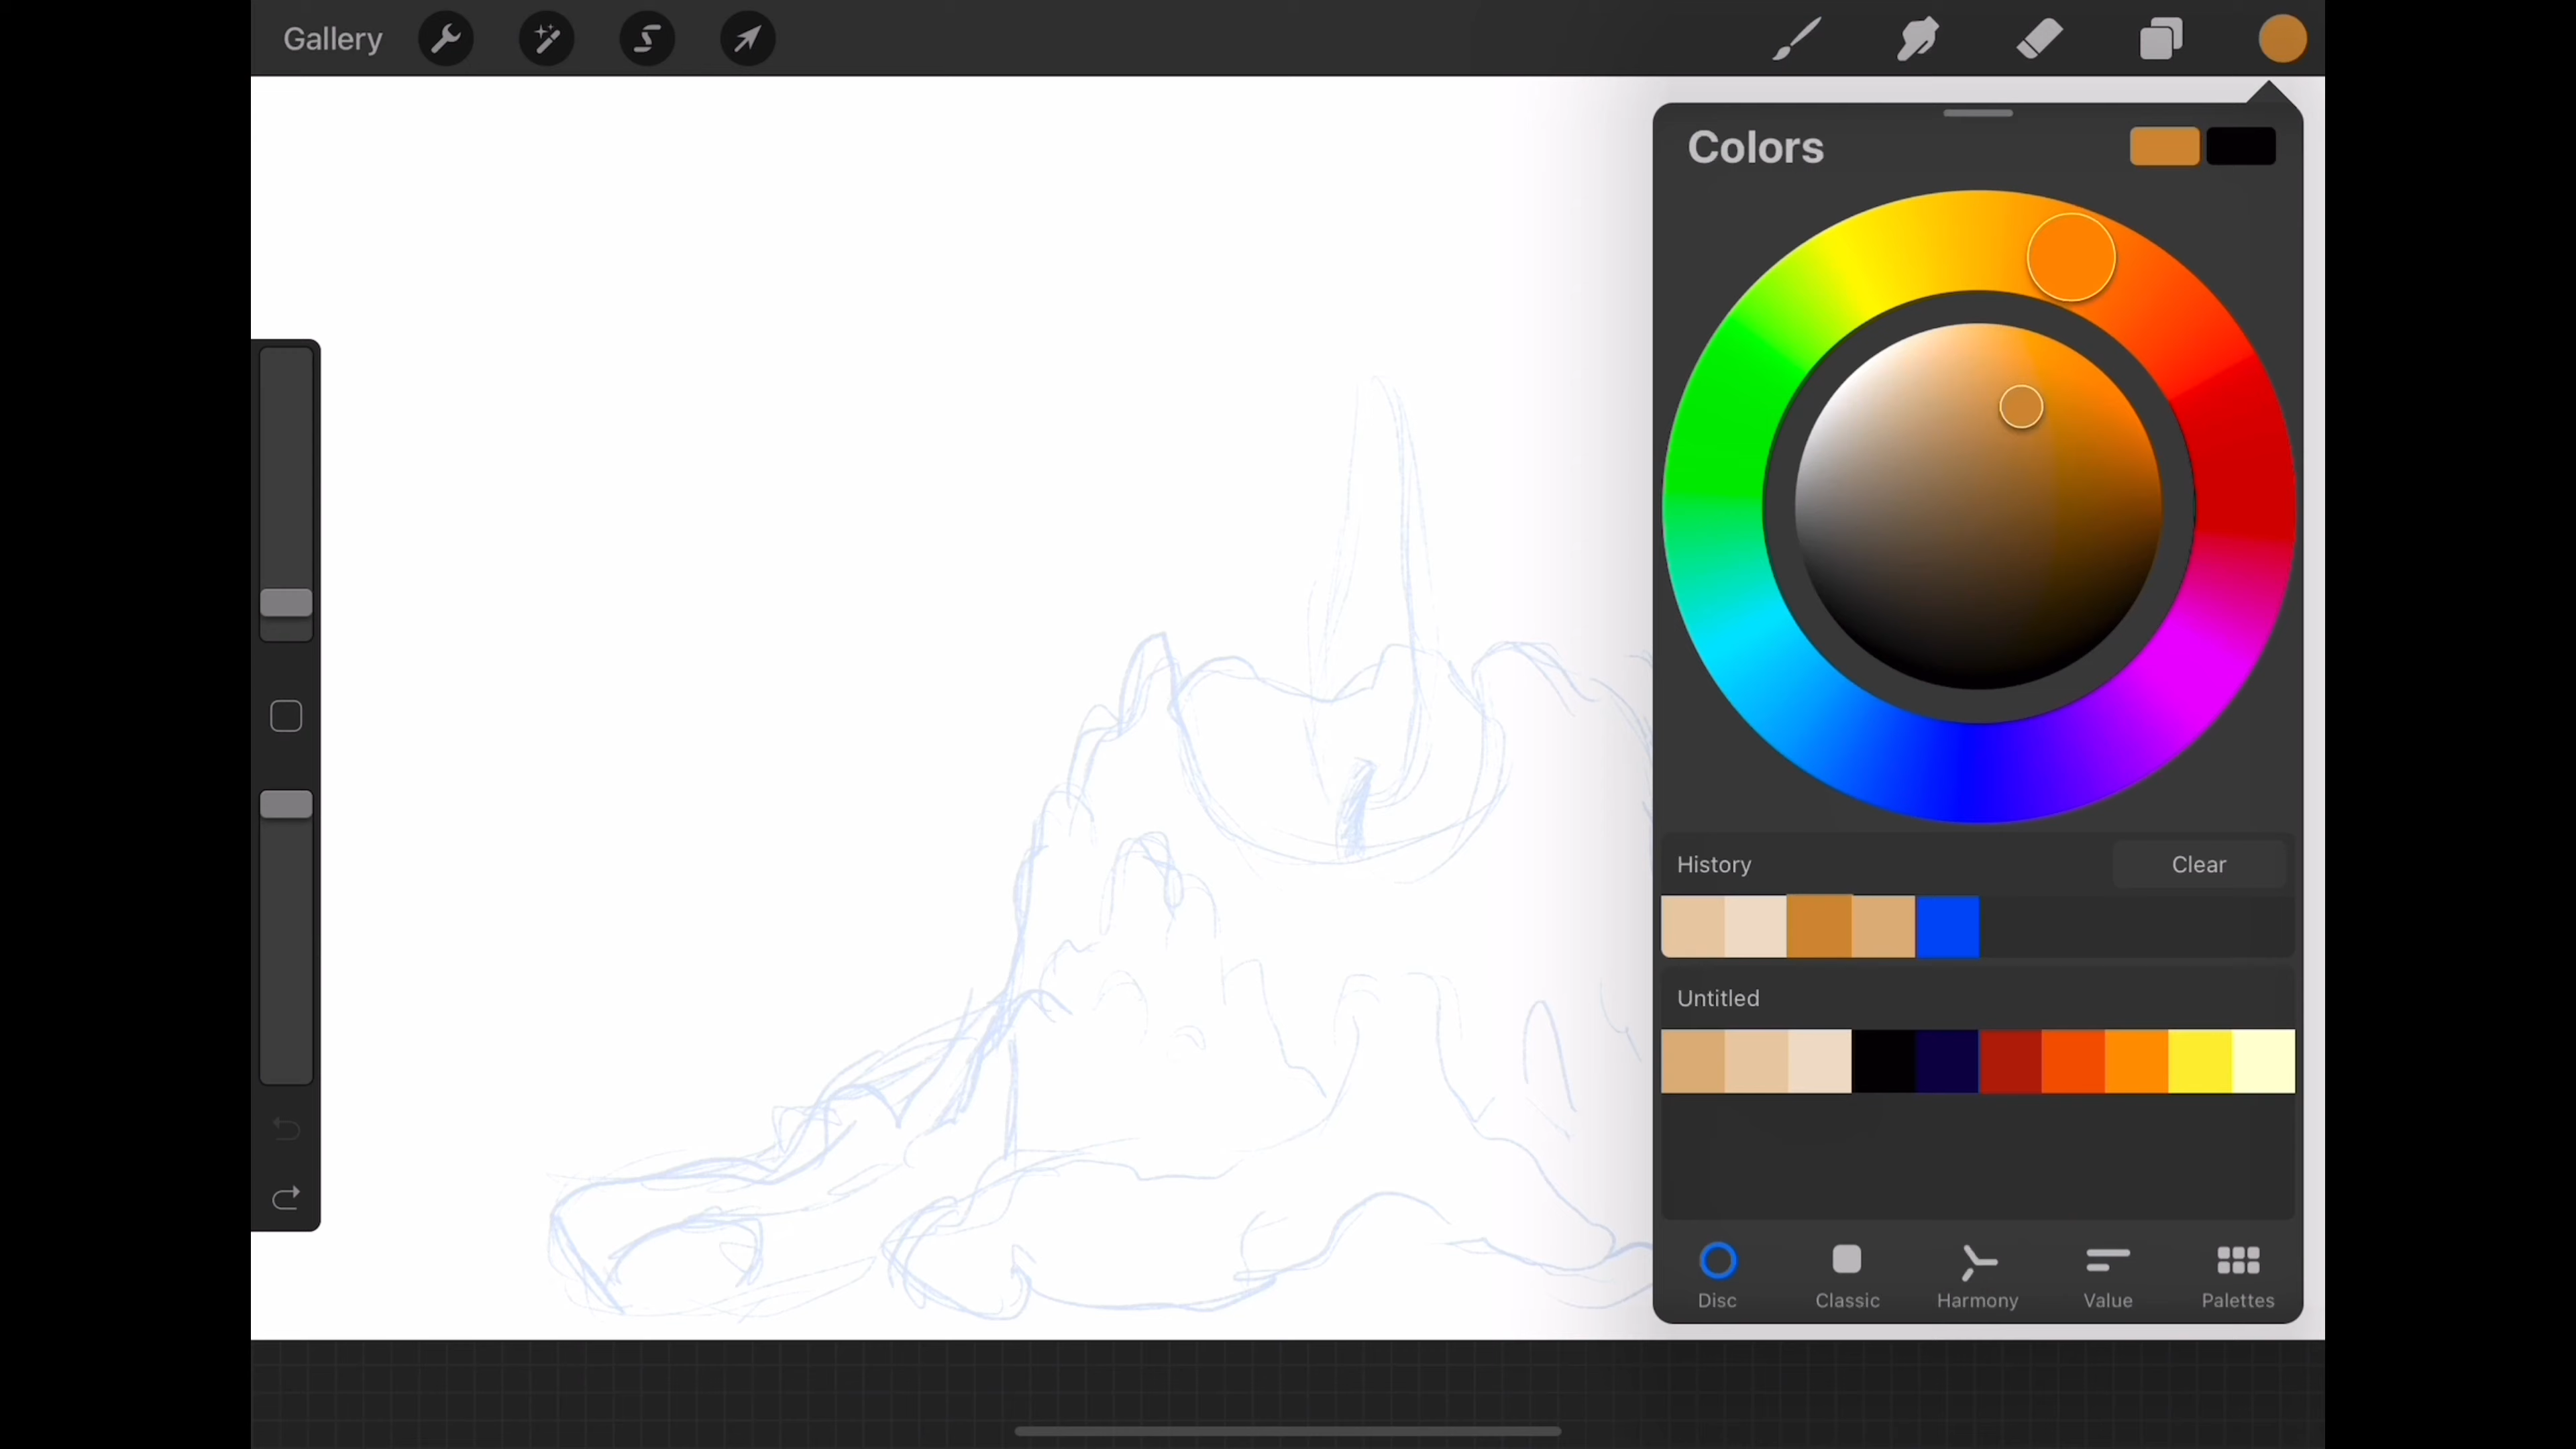 Gallery
Colors
History
Clear
Untitled
Disc
Classic
Harmony
Value
Palettes